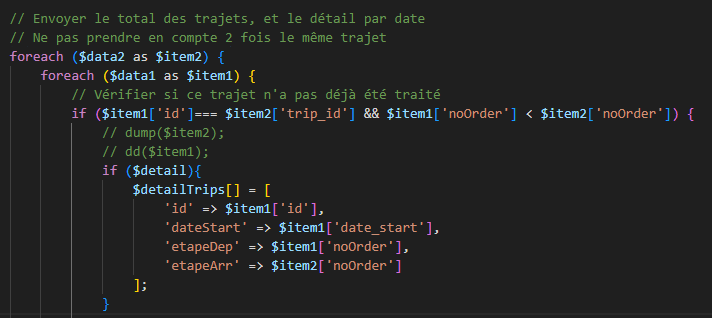 // Envoyer le total des trajets, et le détail par date
// Ne pas prendre en compte 2 fois le même trajet
foreach ($data2 as $item2) {
    foreach ($data1 as $item1) {
        // Vérifier si ce trajet n'a pas déjà été traité
        if ($item1['id']=== $item2['trip_id'] && $item1['noOrder'] < $item2['noOrder']) {
            // dump($item2);
            // dd($item1);
            if ($detail){
                $detailTrips[] = [
                    'id' => $item1['id'],
                    'dateStart' => $item1['date_start'],
                    'etapeDep' => $item1['noOrder'],
                    'etapeArr' => $item2['noOrder']
                ];
            }